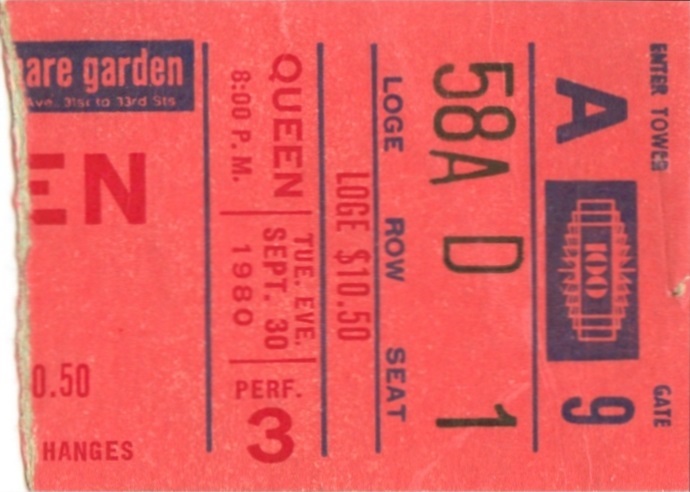 are garden
Ave. 31st to 33rd Sts
EN
0.50
HANGES
QUEEN
8:00 P.M.
TUE. EVE.
SEPT. 30
1980
PERF.
3
LOGE $10.50
LOGE ROW SEAT
58A D 1
ENTER TOWER
A
100
GATE
9